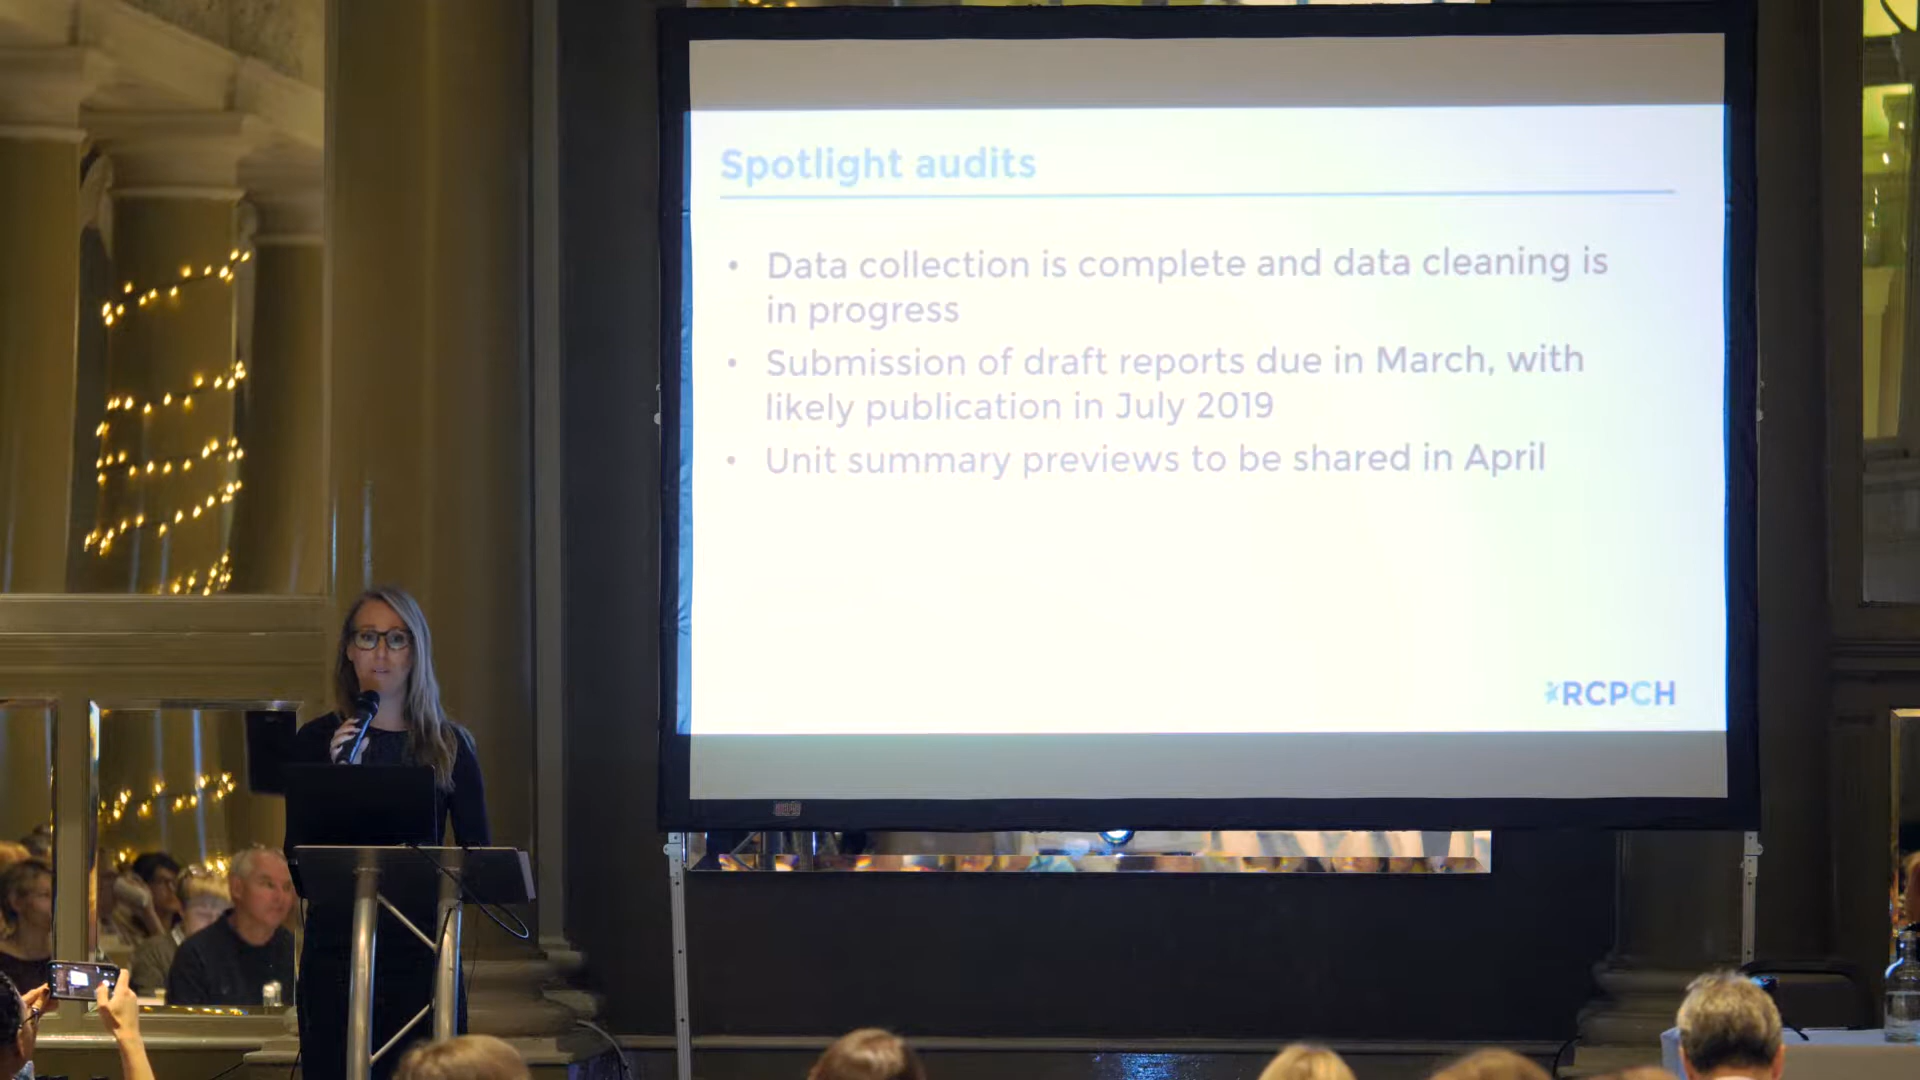 Spotlight audits
• Data collection is complete and data cleaning is
in progress
• Submission of draft reports due in March, with
likely publication in July 2019
• Unit summary previews to be shared in April
RCPCH